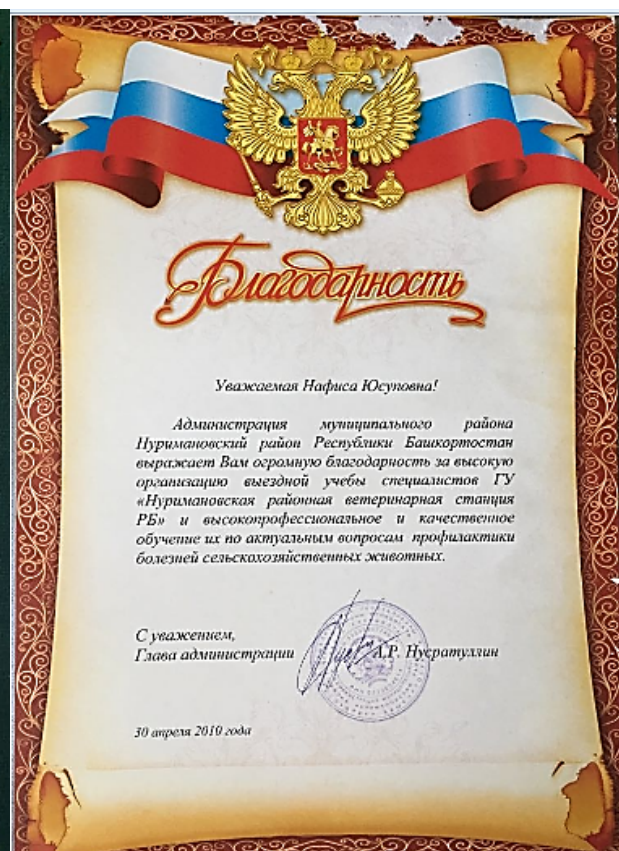 Благодарность
Уважаемая Нафиса Юсуповна!
Администрация муниципального района
Нуримановский район Республики Башкортостан
выражает Вам огромную благодарность за высокую
организацию выездной учебы специалистов ГУ
«Нуримановская районная ветеринарная станция
РБ» и высокопрофессиональное и качественное
обучение их по актуальным вопросам профилактики
болезней сельскохозяйственных животных.
С уважением,
Глава администрации А.Р. Нусратуллин
30 апреля 2010 года